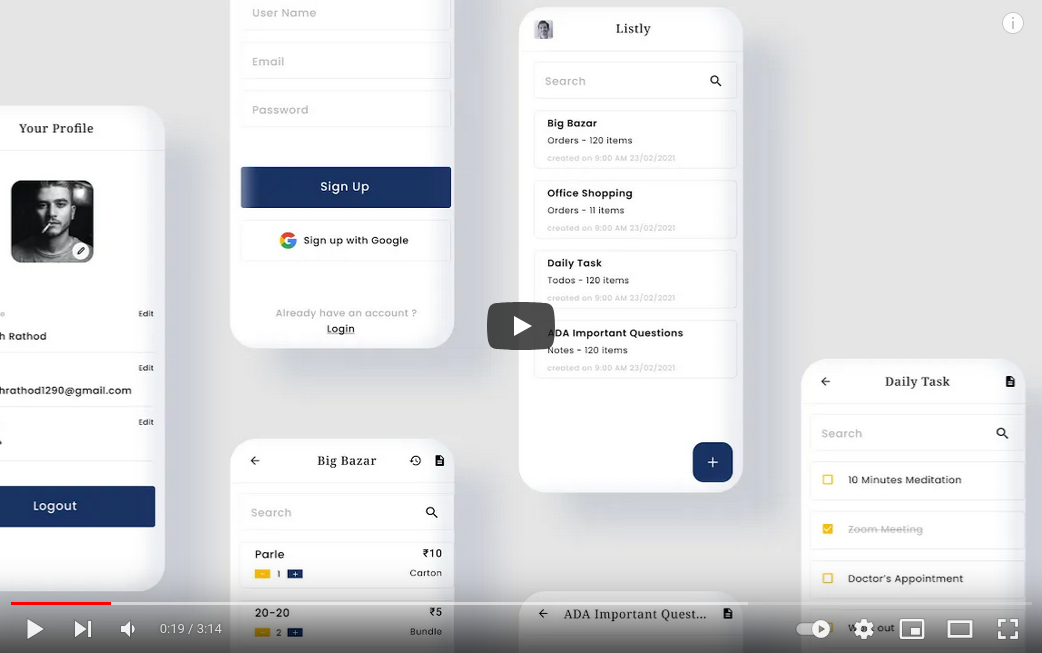 Your Profile
Edit
h Rathod
Edit
hrathod1290@gmail.com
Edit
Logout
User Name
Email
Password
Sign Up
Sign up with Google
Already have an account ?
Login
Big Bazar
Search
Parle
₹10
1
Carton
20-20
₹5
2
Bundle
Listly
Search
Big Bazar
Orders - 120 items
created on 9:00 AM 23/02/2021
Office Shopping
Orders - 11 items
created on 9:00 AM 23/02/2021
Daily Task
Todos - 120 items
created on 9:00 AM 23/02/2021
ADA Important Questions
Notes - 120 items
created on 9:00 AM 23/02/2021
ADA Important Quest...
Daily Task
Search
10 Minutes Meditation
Zoom Meeting
Doctor's Appointment
out
0:19 / 3:14